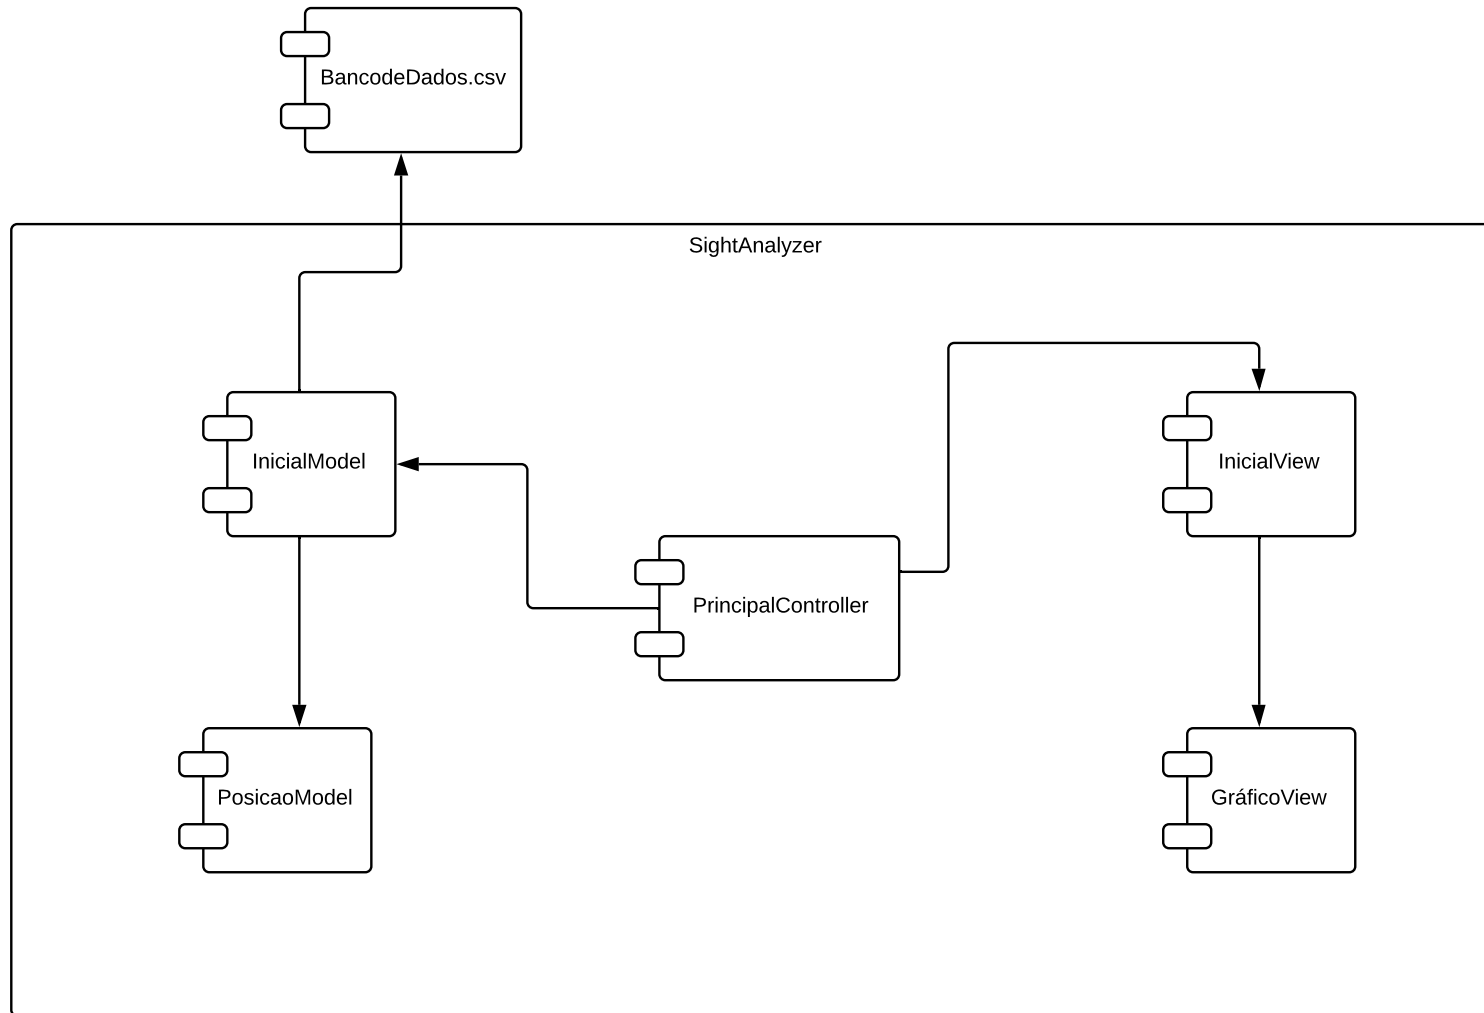 BancodeDados.csv
SightAnalyzer
InicialModel
InicialView
PrincipalController
PosicaoModel
GráficoView